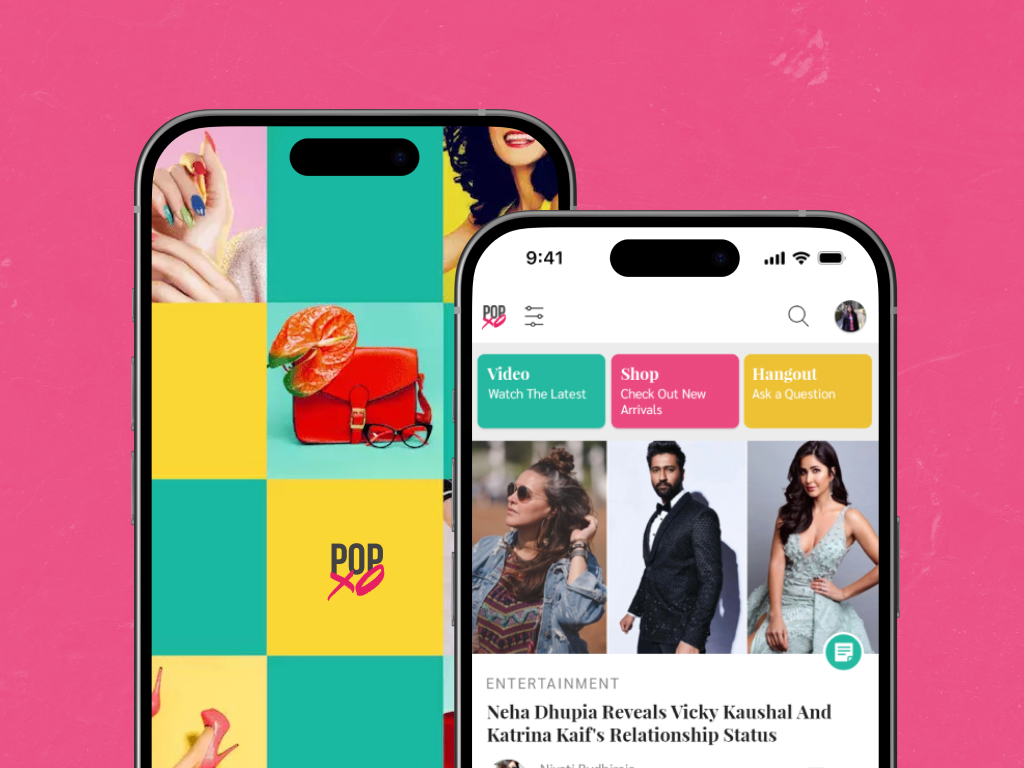 POP
XO
9:41
POP
XO
Video
Watch The Latest
Shop
Check Out New
Arrivals
Hangout
Ask a Question
ENTERTAINMENT
Neha Dhupia Reveals Vicky Kaushal And
Katrina Kaif's Relationship Status